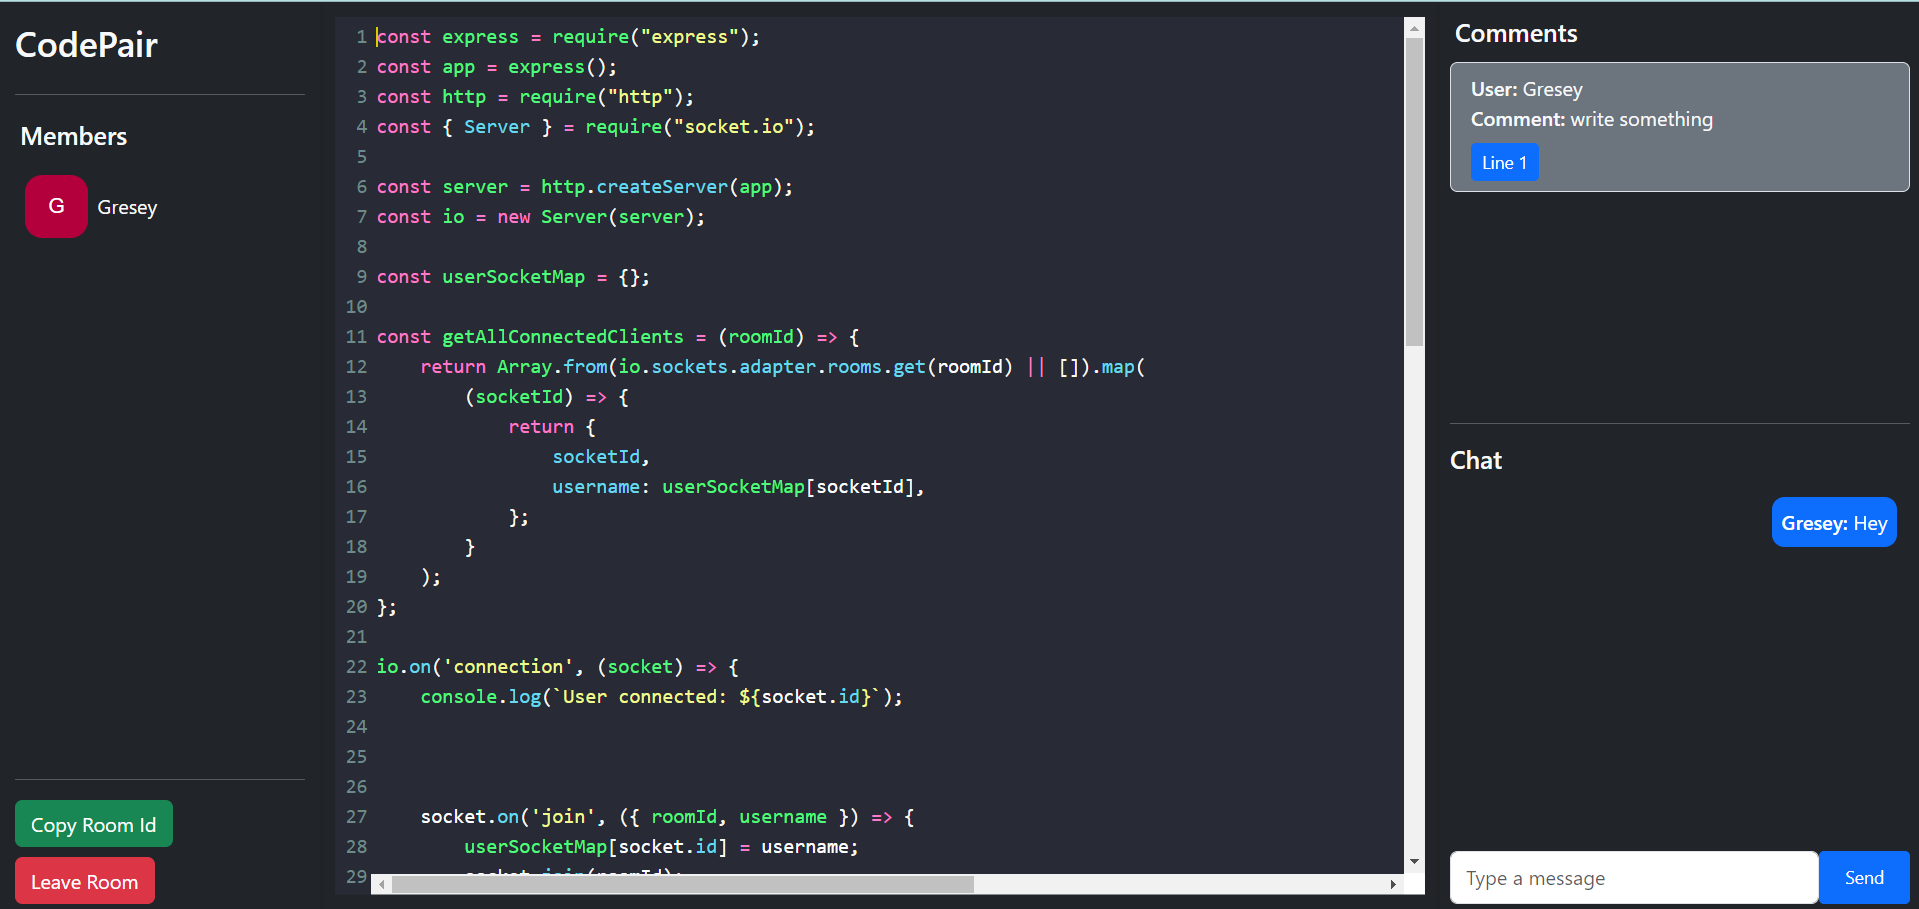 CodePair
Members
G
Gresey
Copy Room Id
Leave Room
1 const express = require("express");
2 const app = express();
3 const http = require("http");
4 const { Server } = require("socket.io");
5
6 const server = http.createServer(app);
7 const io = new Server(server);
8
9 const userSocketMap = {};
10
11 const getAllConnectedClients = (roomId) => {
12     return Array.from(io.sockets.adapter.rooms.get(roomId) || []).map(
13         (socketId) => {
14             return {
15                 socketId,
16                 username: userSocketMap[socketId],
17             };
18         }
19     );
20 };
21
22 io.on('connection', (socket) => {
23     console.log(`User connected: ${socket.id}`);
24
25
26
27     socket.on('join', ({ roomId, username }) => {
28         userSocketMap[socket.id] = username;
29         socket.join(roomId);
Comments
User: Gresey
Comment: write something
Line 1
Chat
Gresey: Hey
Type a message
Send